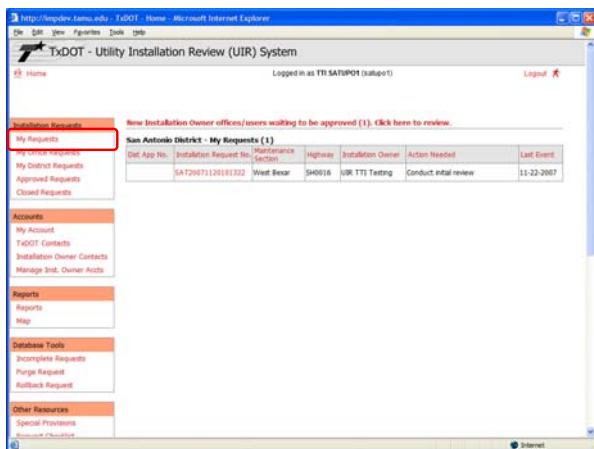 http://impdev.tamu.edu - TxDOT - Home - Microsoft Internet Explorer
File Edit View Favorites Tools Help
TxDOT - Utility Installation Review (UIR) System
Home
Logged in as TTI SATUPO1 (satupo1)
Logout
New Installation Owner offices/users waiting to be approved (1). Click here to review.
Installation Requests
My Requests
My Office Requests
My District Requests
Approved Requests
Closed Requests
San Antonio District - My Requests (1)
Dist App No. Installation Request No. Maintenance Section Highway Installation Owner Action Needed Last Event
SAT20071120101322 West Bexar SH0016 UIR TTI Testing Conduct initial review 11-22-2007
Accounts
My Account
TxDOT Contacts
Installation Owner Contacts
Manage Inst. Owner Accts
Reports
Reports
Map
Database Tools
Incomplete Requests
Purge Request
Rollback Request
Other Resources
Special Provisions
Request Checklist
Internet